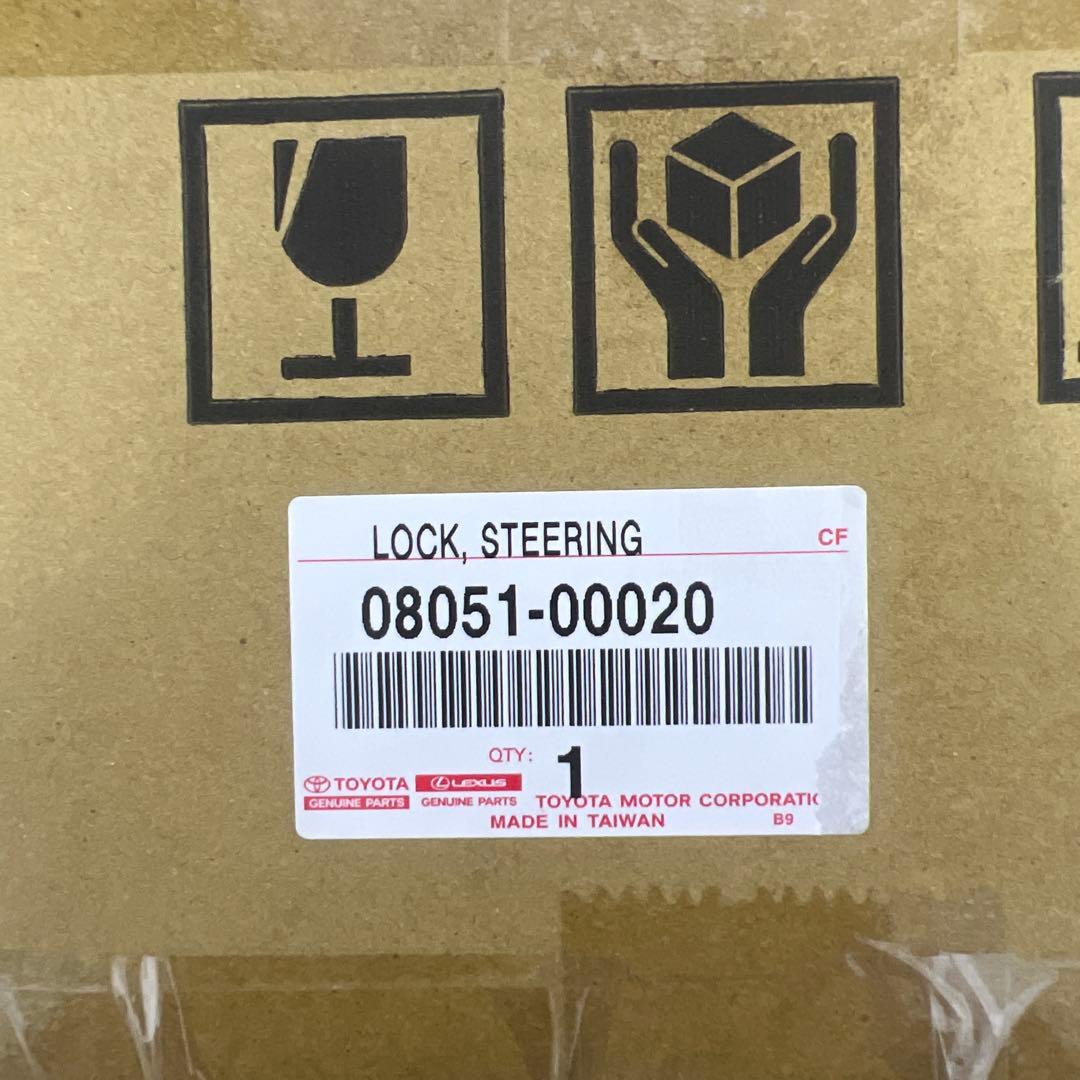 LOCK, STEERING CF
08051-00020
QTY: 1
TOYOTA LEXUS
GENUINE PARTS GENUINE PARTS TOYOTA MOTOR CORPORATI
MADE IN TAIWAN B9